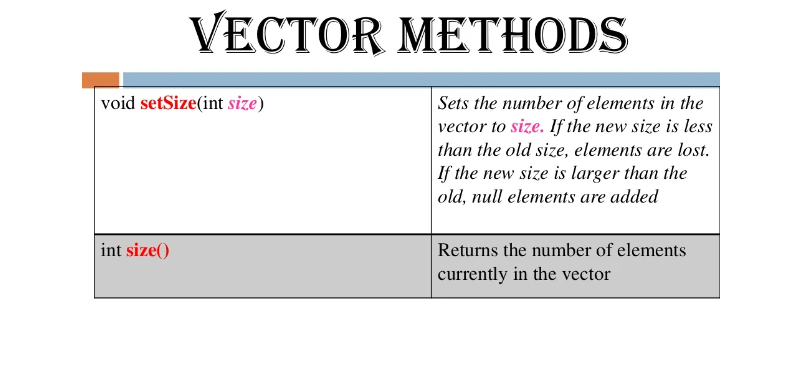 VECTOR METHODS
void setSize(int size)
Sets the number of elements in the
vector to size. If the new size is less
than the old size, elements are lost.
If the new size is larger than the
old, null elements are added
int size()
Returns the number of elements
currently in the vector